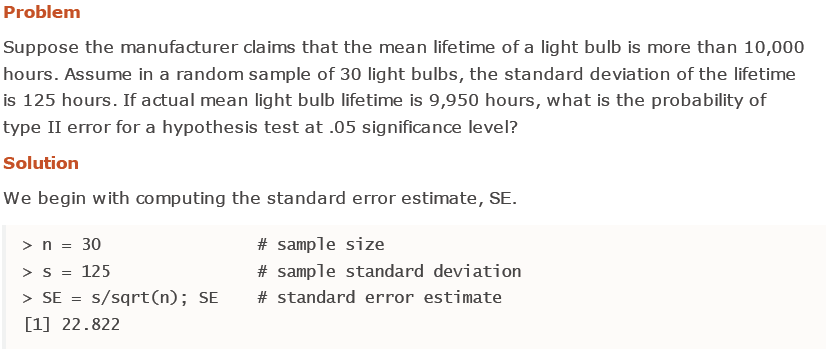 Problem
Suppose the manufacturer claims that the mean lifetime of a light bulb is more than 10,000
hours. Assume in a random sample of 30 light bulbs, the standard deviation of the lifetime
is 125 hours. If actual mean light bulb lifetime is 9,950 hours, what is the probability of
type II error for a hypothesis test at .05 significance level?
Solution
We begin with computing the standard error estimate, SE.
> n = 30                # sample size
> s = 125               # sample standard deviation
> SE = s/sqrt(n); SE    # standard error estimate
[1] 22.822